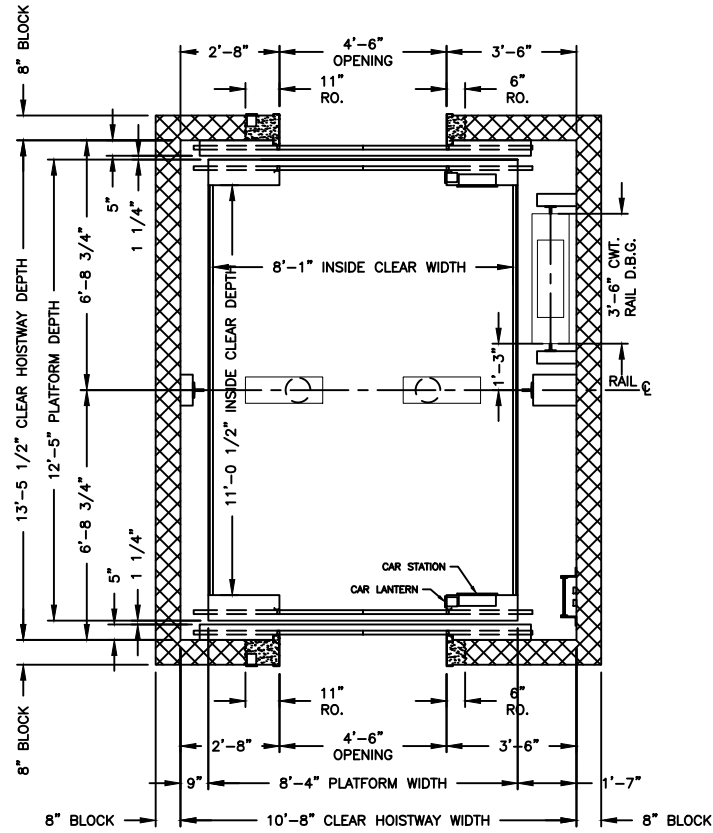 8" BLOCK
2'-8"
4'-6"
OPENING
3'-6"
11"
RO.
6"
RO.
13'-5 1/2" CLEAR HOISTWAY DEPTH
12'-5" PLATFORM DEPTH
6'-8 3/4"
5"
1 1/4"
8'-1" INSIDE CLEAR WIDTH
11'-0 1/2" INSIDE CLEAR DEPTH
3'-6" CWT.
RAIL D.B.G.
1'-3"
RAIL ℄
6'-8 3/4"
5"
1 1/4"
CAR STATION
CAR LANTERN
11"
RO.
6"
RO.
8" BLOCK
2'-8"
4'-6"
OPENING
3'-6"
9"
8'-4" PLATFORM WIDTH
1'-7"
8" BLOCK
10'-8" CLEAR HOISTWAY WIDTH
8" BLOCK